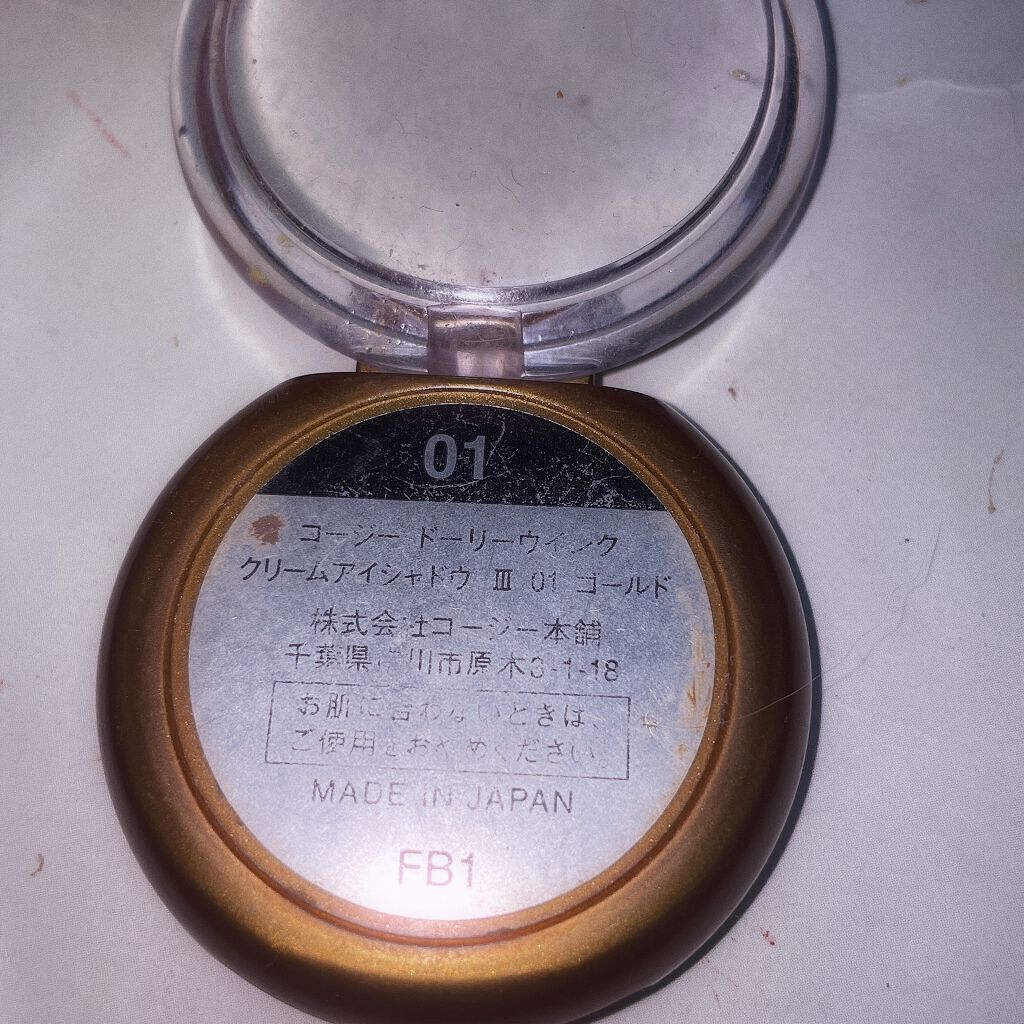 01
コージー ドーリーウインク
クリームアイシャドウ Ⅲ 01 ゴールド
株式会社コージー本舗
千葉県 川市原木3-1-18
お肌に合わないときは、
ご使用をおやめください。
MADE IN JAPAN
FB1